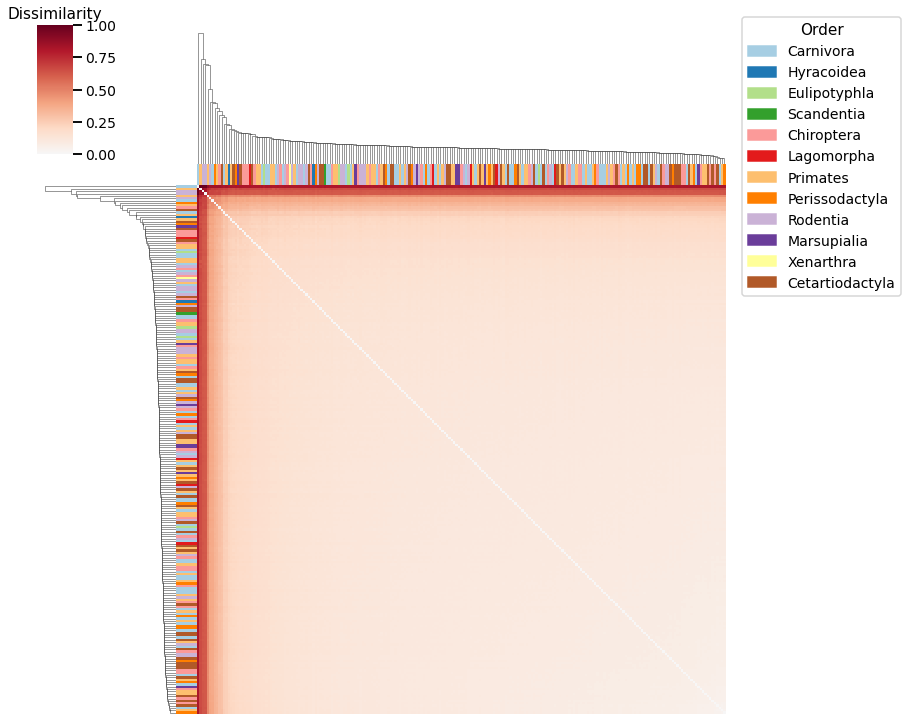 Dissimilarity
1.00
0.75
0.50
0.25
0.00
Order
Carnivora
Hyracoidea
Eulipotyphla
Scandentia
Chiroptera
Lagomorpha
Primates
Perissodactyla
Rodentia
Marsupialia
Xenarthra
Cetartiodactyla